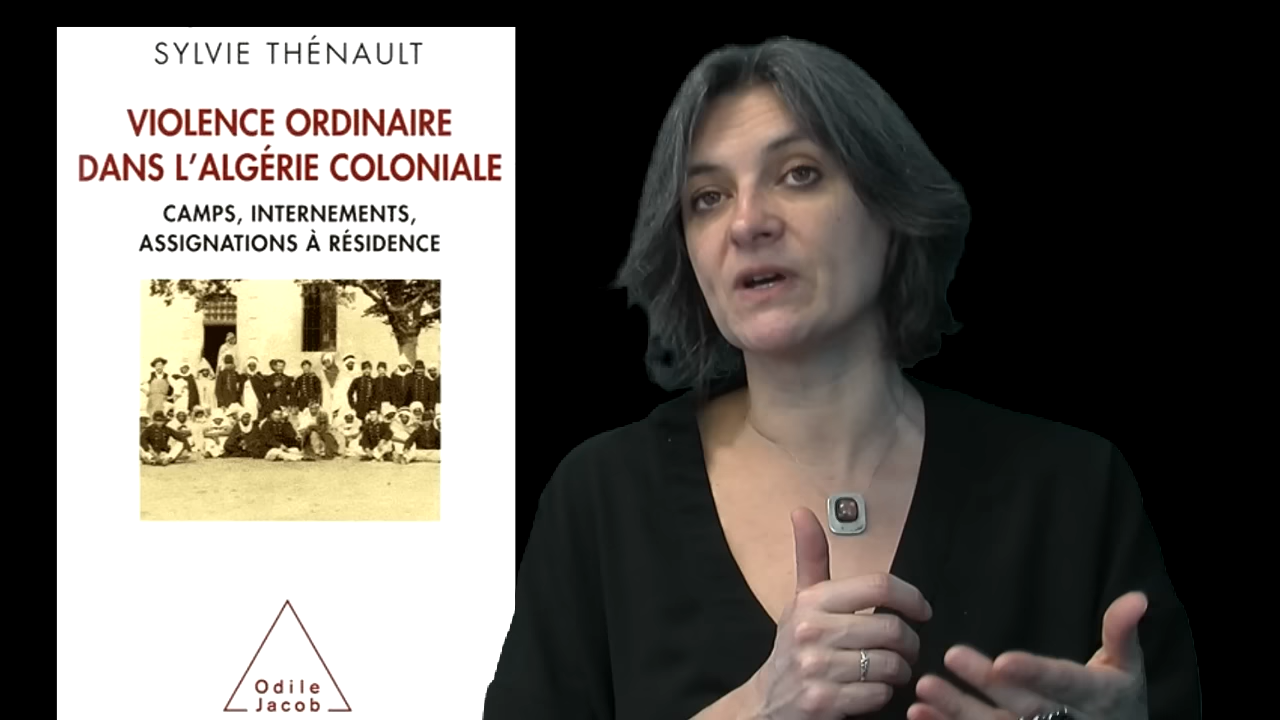 SYLVIE THÉNAULT
VIOLENCE ORDINAIRE
DANS L'ALGÉRIE COLONIALE
CAMPS, INTERNEMENTS,
ASSIGNATIONS À RÉSIDENCE
Odile
Jacob